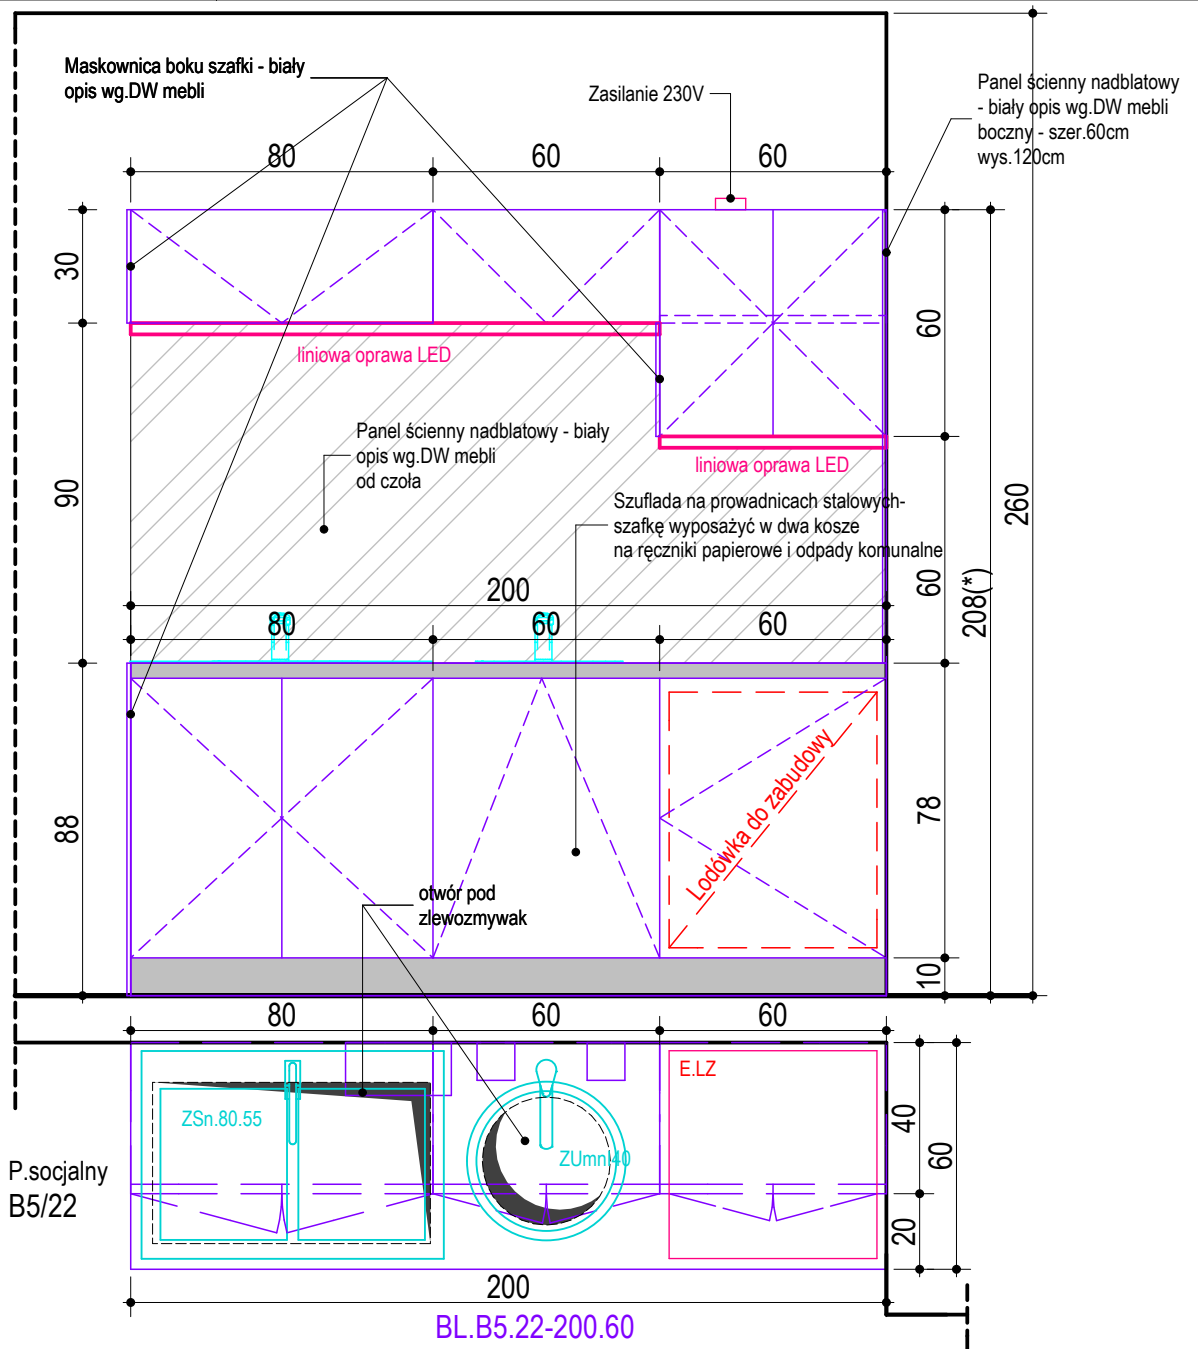 Maskownica boku szafki - biały
opis wg.DW mebli
Zasilanie 230V
Panel ścienny nadblatowy
- biały opis wg.DW mebli
boczny - szer.60cm
wys.120cm
80
60
60
30
90
88
60
60
78
10
208(*)
260
liniowa oprawa LED
liniowa oprawa LED
Panel ścienny nadblatowy - biały
opis wg.DW mebli
od czoła
Szuflada na prowadnicach stalowych-
szafkę wyposażyć w dwa kosze
na ręczniki papierowe i odpady komunalne
200
80
60
60
Lodówka do zabudowy
otwór pod
zlewozmywak
80
60
60
E.LZ
ZSn.80.55
ZUmn.40
40
20
60
P.socjalny
B5/22
200
BL.B5.22-200.60